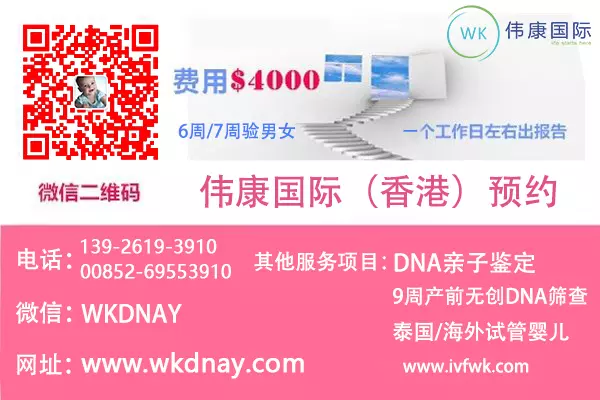 WK 伟康国际
费用$4000
6周/7周验男女
一个工作日左右出报告
微信二维码
伟康国际（香港）预约
电话：139-2619-3910
00852-69553910
微信：WKDNAY
网址：www.wkdnay.com
其他服务项目：DNA亲子鉴定
9周产前无创DNA筛查
泰国/海外试管婴儿
www.ivfwk.com